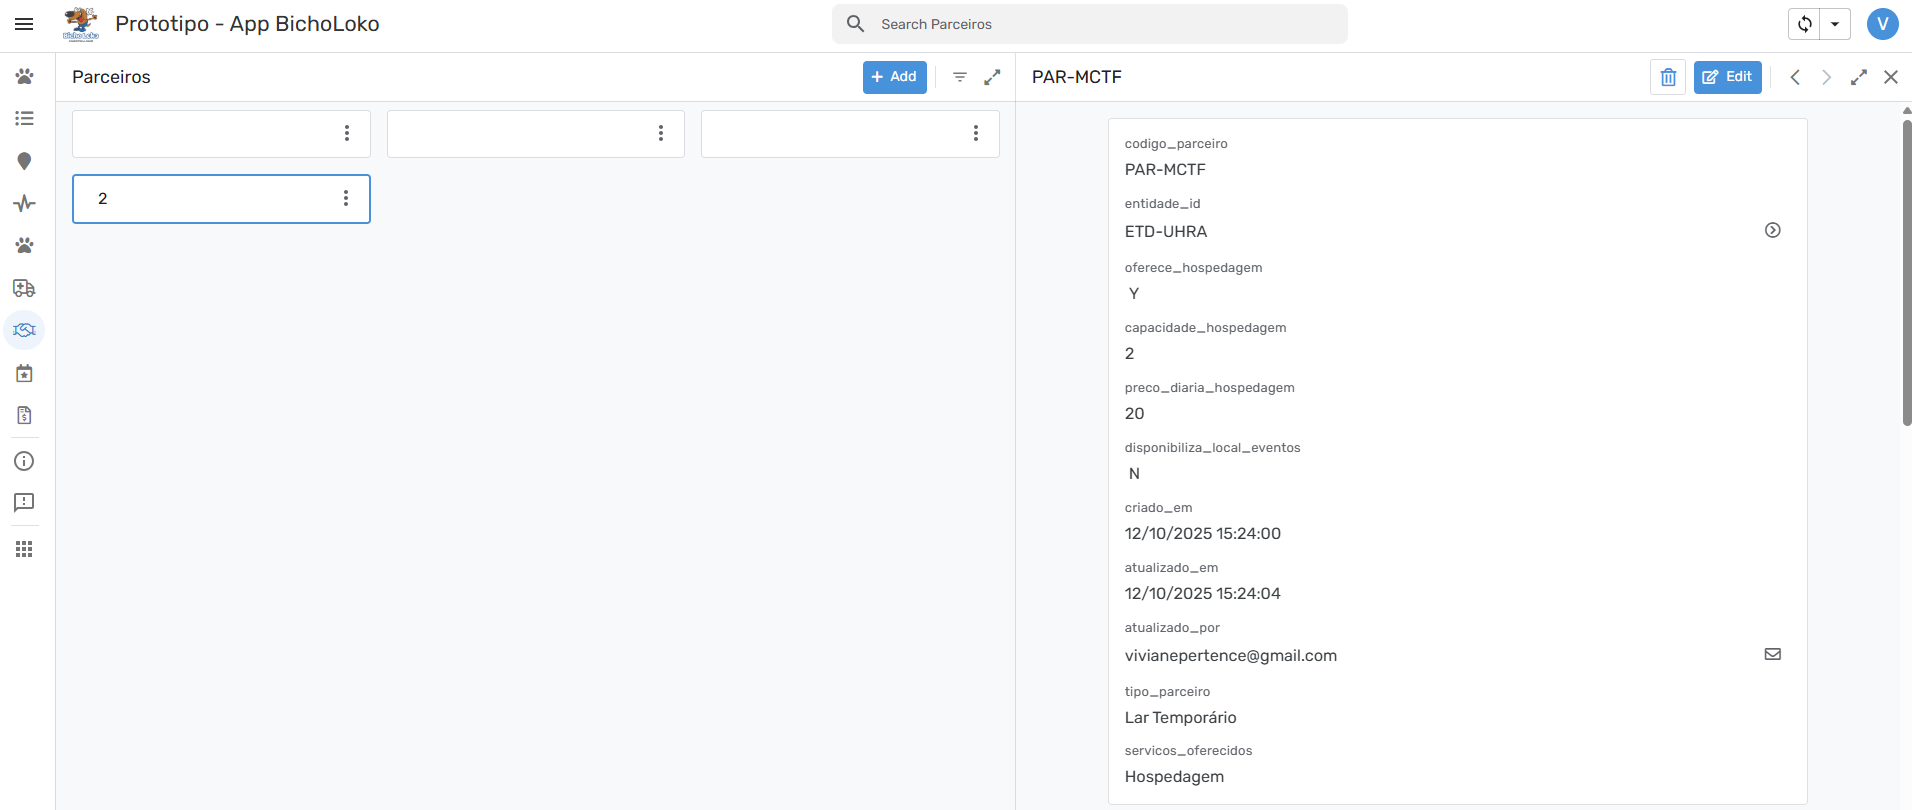 Prototipo - App BichoLoko
Search Parceiros
V
Parceiros
Add
PAR-MCTF
Edit
2
codigo_parceiro
PAR-MCTF
entidade_id
ETD-UHRA
oferece_hospedagem
Y
capacidade_hospedagem
2
preco_diaria_hospedagem
20
disponibiliza_local_eventos
N
criado_em
12/10/2025 15:24:00
atualizado_em
12/10/2025 15:24:04
atualizado_por
vivianepertence@gmail.com
tipo_parceiro
Lar Temporário
servicos_oferecidos
Hospedagem